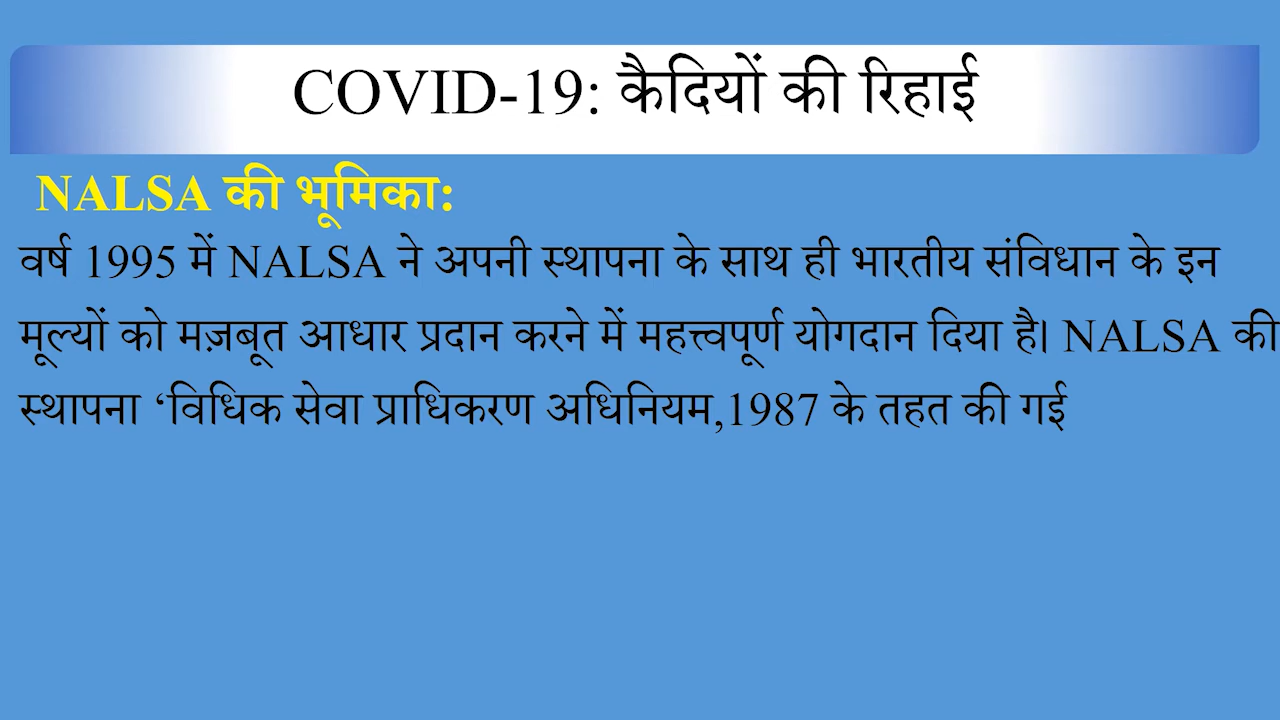 COVID-19: कैदियों की रिहाई
NALSA की भूमिका:
वर्ष 1995 में NALSA ने अपनी स्थापना के साथ ही भारतीय संविधान के इन
मूल्यों को मज़बूत आधार प्रदान करने में महत्त्वपूर्ण योगदान दिया है। NALSA की
स्थापना ‘विधिक सेवा प्राधिकरण अधिनियम,1987 के तहत की गई